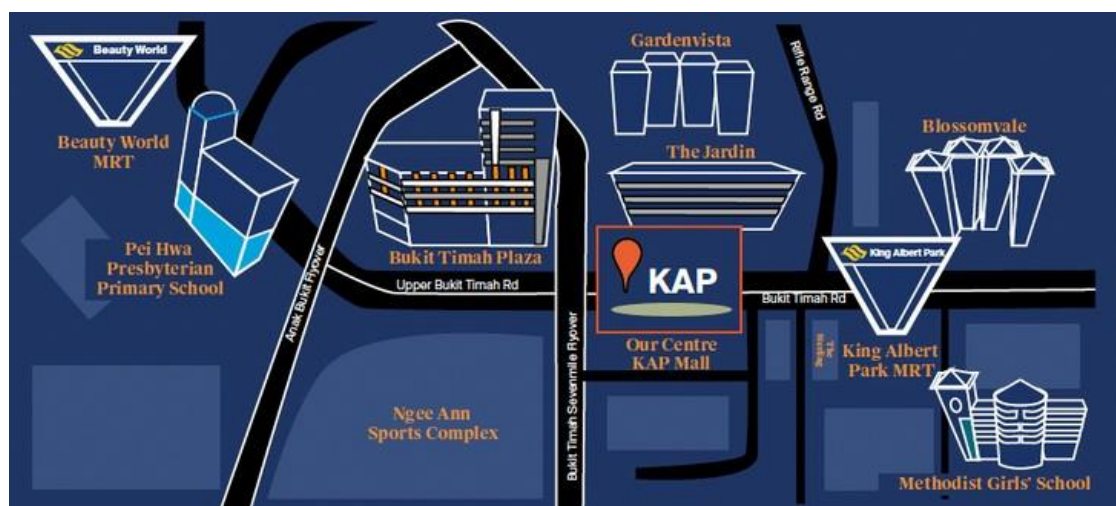 Beauty World
Beauty World
MRT
Pei Hwa
Presbyterian
Primary School
Anak Bukit Flyover
Upper Bukit Timah Rd
Bukit Timah Plaza
Ngee Ann
Sports Complex
Bukit Timah Sevenmile Flyover
Gardenvista
The Jardin
KAP
Our Centre
KAP Mall
Rifle Range Rd
Bukit Timah Rd
Blossomvale
King Albert Park
King Albert
Park MRT
The
Methodist Girls' School